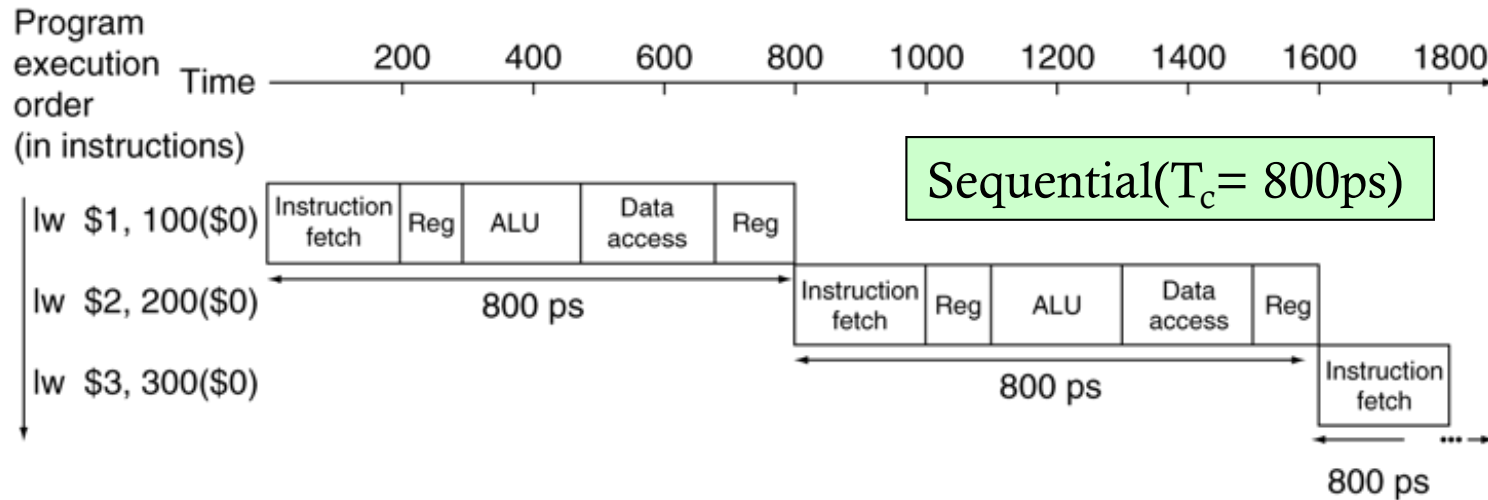 Program
execution
order
(in instructions)
Time
200 400 600 800 1000 1200 1400 1600 1800
Sequential(Tc= 800ps)
lw $1, 100($0)
Instruction
fetch
Reg
ALU
Data
access
Reg
800 ps
lw $2, 200($0)
Instruction
fetch
Reg
ALU
Data
access
Reg
800 ps
lw $3, 300($0)
Instruction
fetch
...
800 ps